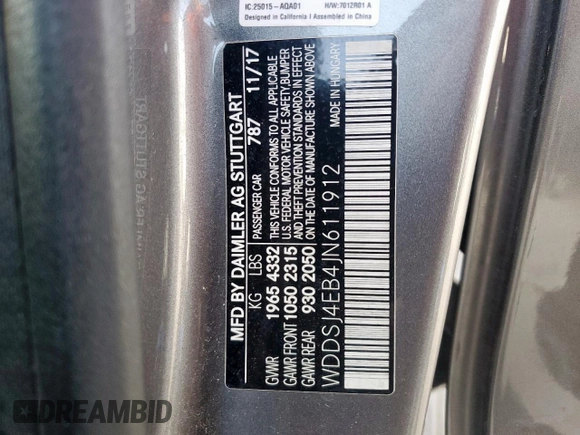 IC:25015-AQA01 H/W:7012R01 A
Designed in California I Assembled in China
MFD BY DAIMLER AG STUTTGART
KG LBS PASSENGER CAR 787 11/17
GVWR 1965 4332 THIS VEHICLE CONFORMS TO ALL APPLICABLE
GAWR FRONT 1050 2315 U.S. FEDERAL MOTOR VEHICLE SAFETY,BUMPER
AND THEFT PREVENTION STANDARDS IN EFFECT
GAWR REAR 930 2050 ON THE DATE OF MANUFACTURE SHOWN ABOVE
WDDSJ4EB4JN611912 MADE IN HUNGARY
DREAMBID